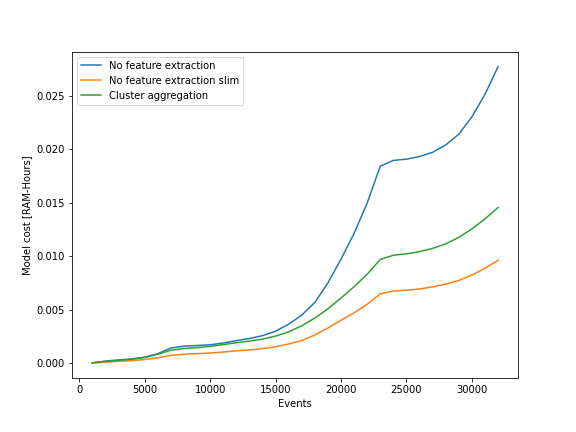 No feature extraction
No feature extraction slim
Cluster aggregation
0.025
0.020
0.015
0.010
0.005
0.000
Model cost [RAM-Hours]
0 5000 10000 15000 20000 25000 30000
Events